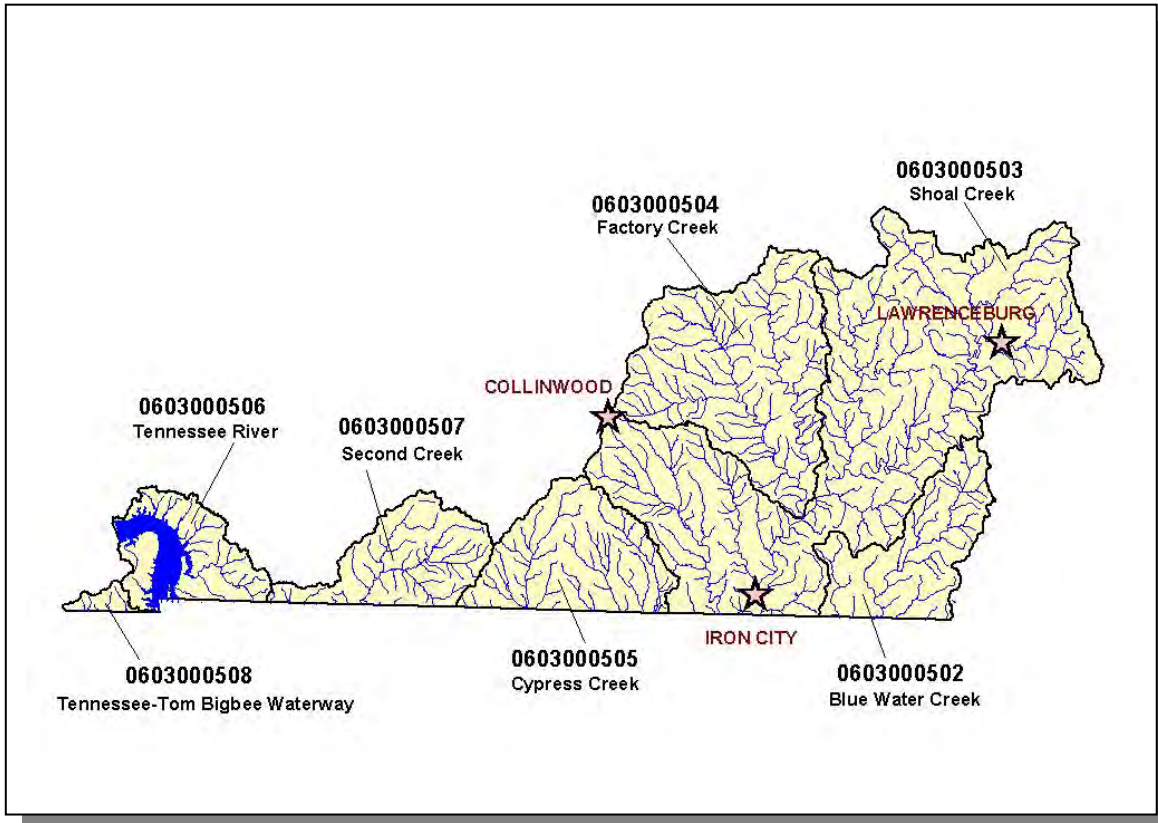 0603000503
Shoal Creek
0603000504
Factory Creek
LAWRENCEBURG
COLLINWOOD
0603000506
Tennessee River
0603000507
Second Creek
IRON CITY
0603000505
Cypress Creek
0603000502
Blue Water Creek
0603000508
Tennessee-Tom Bigbee Waterway